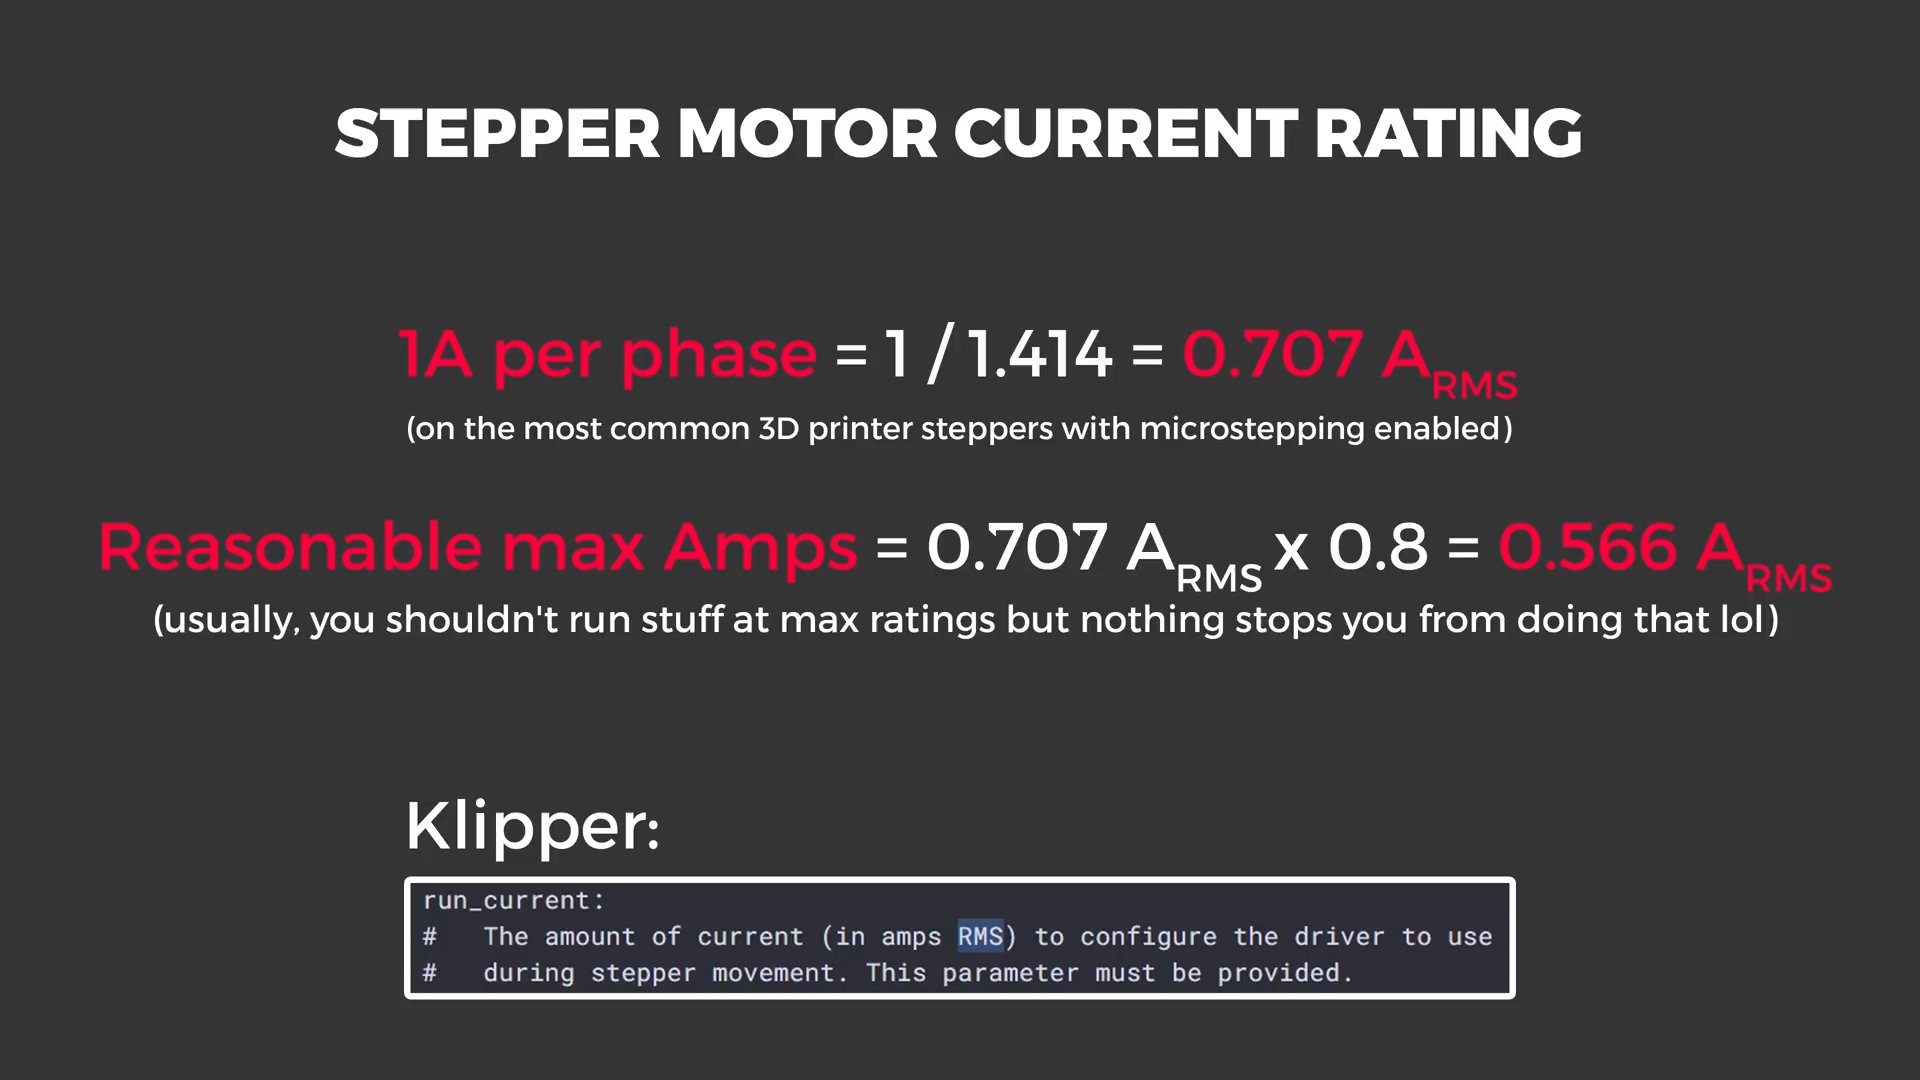 STEPPER MOTOR CURRENT RATING
1A per phase = 1 / 1.414 = 0.707 ARMS
(on the most common 3D printer steppers with microstepping enabled)
Reasonable max Amps = 0.707 ARMS x 0.8 = 0.566 ARMS
(usually, you shouldn't run stuff at max ratings but nothing stops you from doing that lol)
Klipper:
run_current:
#   The amount of current (in amps RMS) to configure the driver to use
#   during stepper movement. This parameter must be provided.